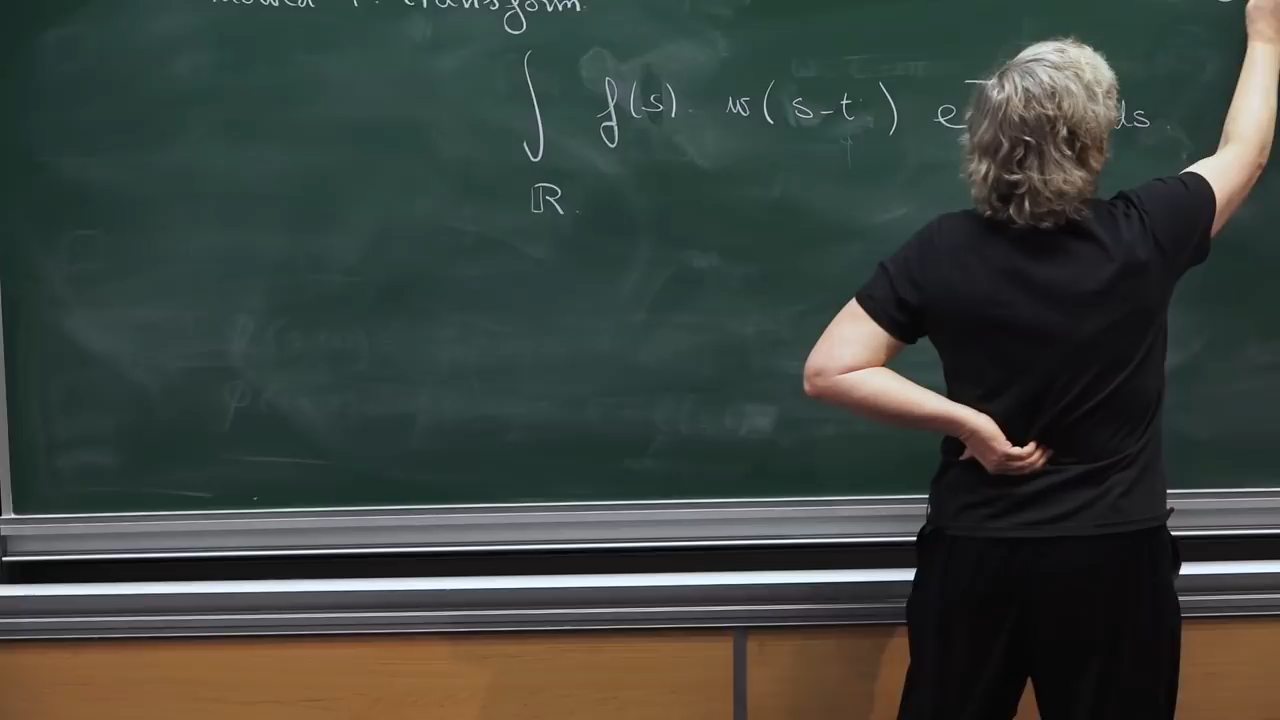 transform
∫ f(s) · w(s-t) e ds.
ℝ.